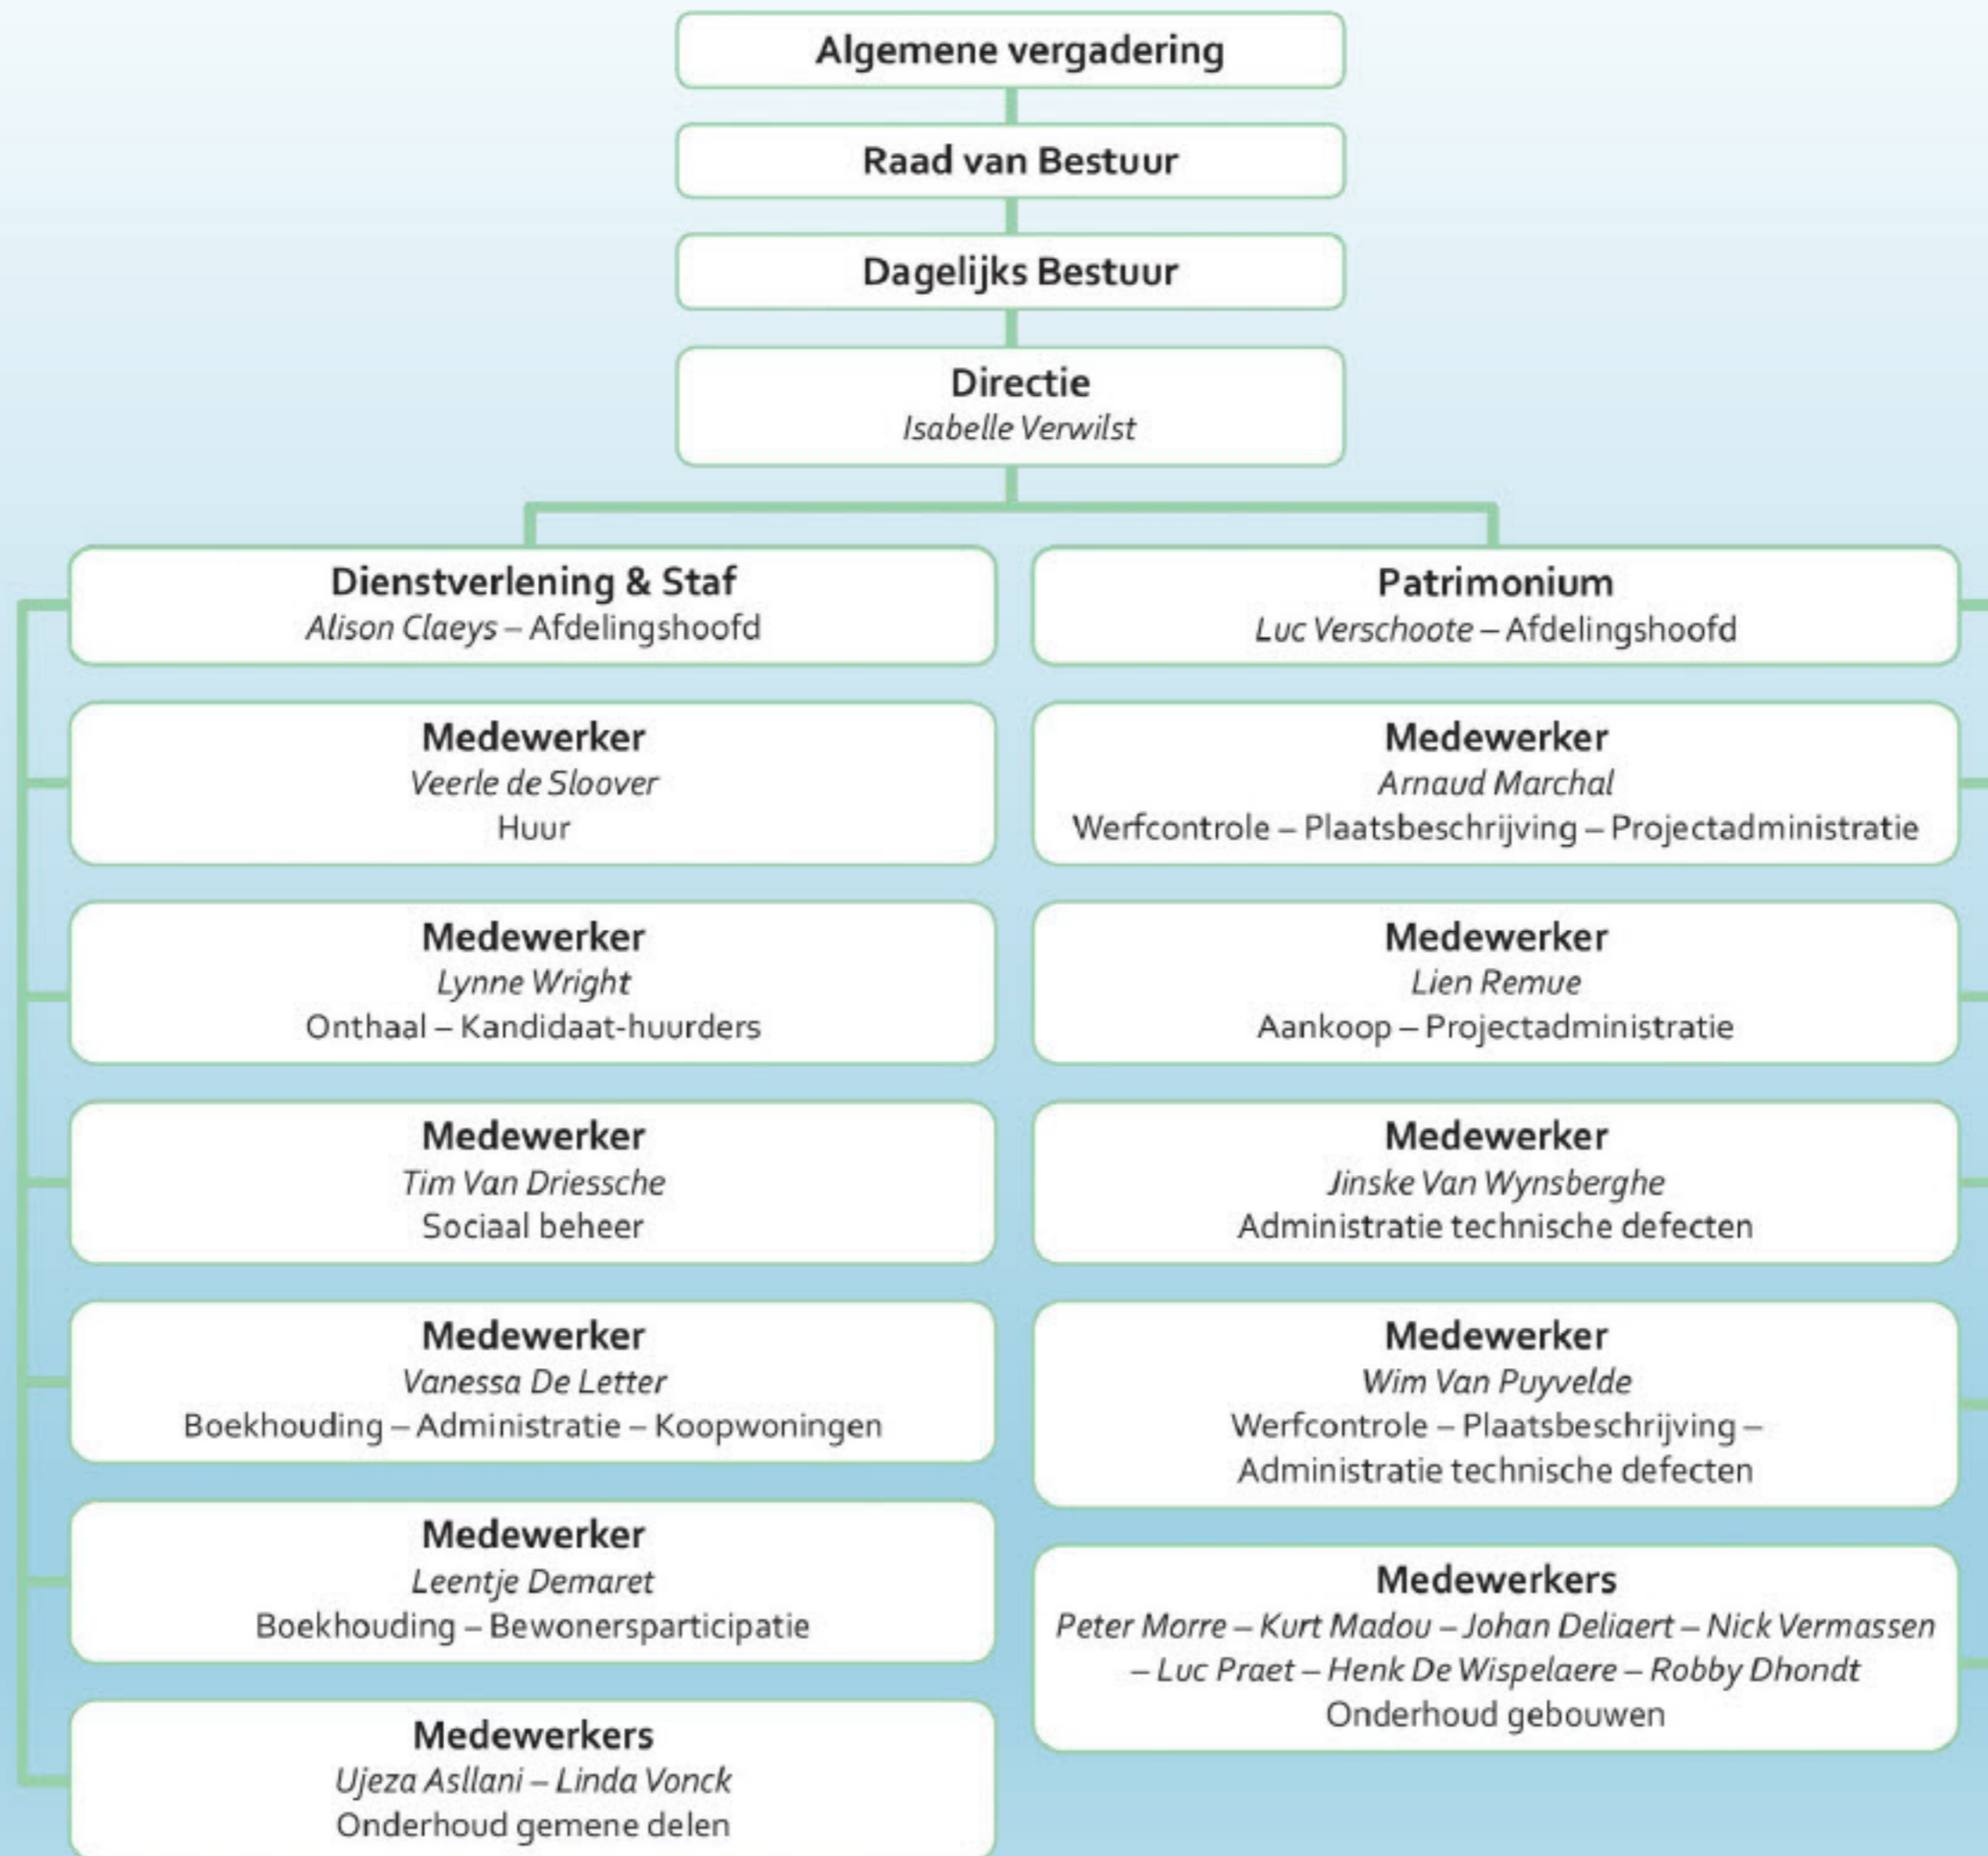 Algemene vergadering
Raad van Bestuur
Dagelijks Bestuur
Directie
Isabelle Verwilst
Dienstverlening & Staf
Alison Claeys – Afdelingshoofd
Medewerker
Veerle de Sloover
Huur
Medewerker
Lynne Wright
Onthaal – Kandidaat-huurders
Medewerker
Tim Van Driessche
Sociaal beheer
Medewerker
Vanessa De Letter
Boekhouding – Administratie – Koopwoningen
Medewerker
Leentje Demaret
Boekhouding – Bewonersparticipatie
Medewerkers
Ujeza Asllani – Linda Vonck
Onderhoud gemene delen
Patrimonium
Luc Verschoote – Afdelingshoofd
Medewerker
Arnaud Marchal
Werfcontrole – Plaatsbeschrijving – Projectadministratie
Medewerker
Lien Remue
Aankoop – Projectadministratie
Medewerker
Jinske Van Wynsberghe
Administratie technische defecten
Medewerker
Wim Van Puyvelde
Werfcontrole – Plaatsbeschrijving –
Administratie technische defecten
Medewerkers
Peter Morre – Kurt Madou – Johan Deliaert – Nick Vermassen
– Luc Praet – Henk De Wispelaere – Robby Dhondt
Onderhoud gebouwen